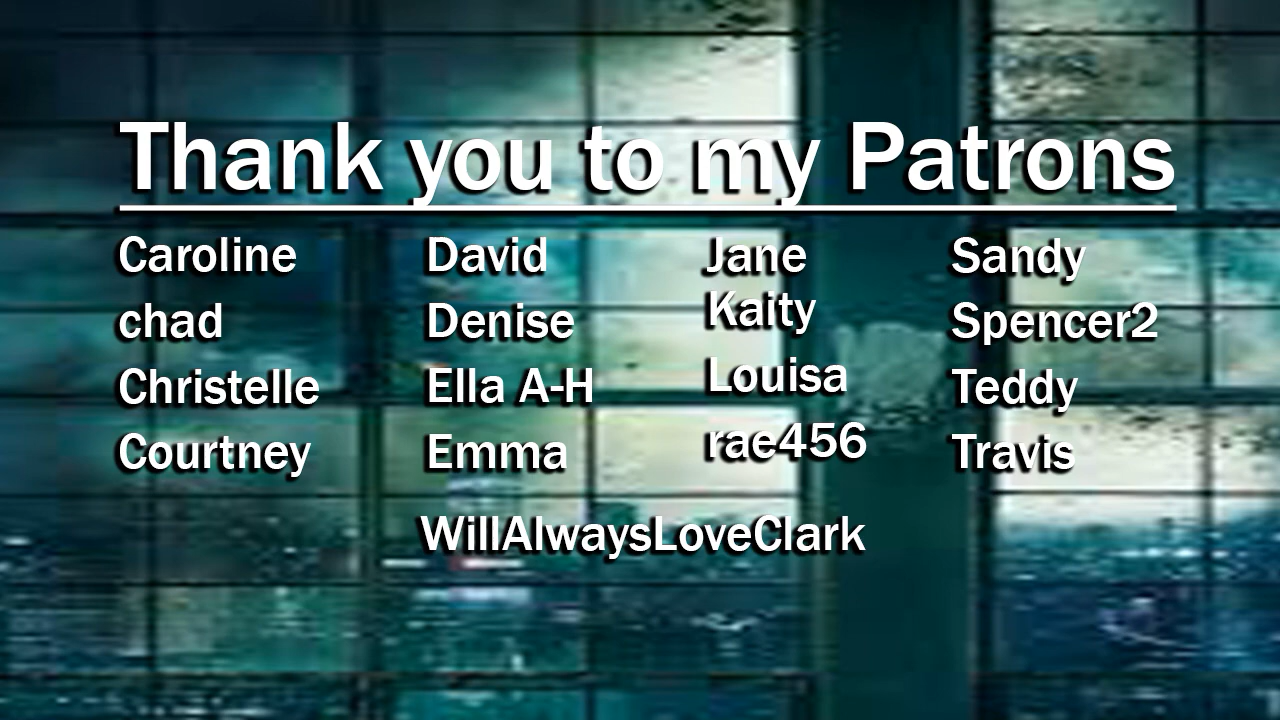 Thank you to my Patrons
Caroline
chad
Christelle
Courtney
David
Denise
Ella A-H
Emma
Jane
Kaity
Louisa
rae456
Sandy
Spencer2
Teddy
Travis
WillAlwaysLoveClark